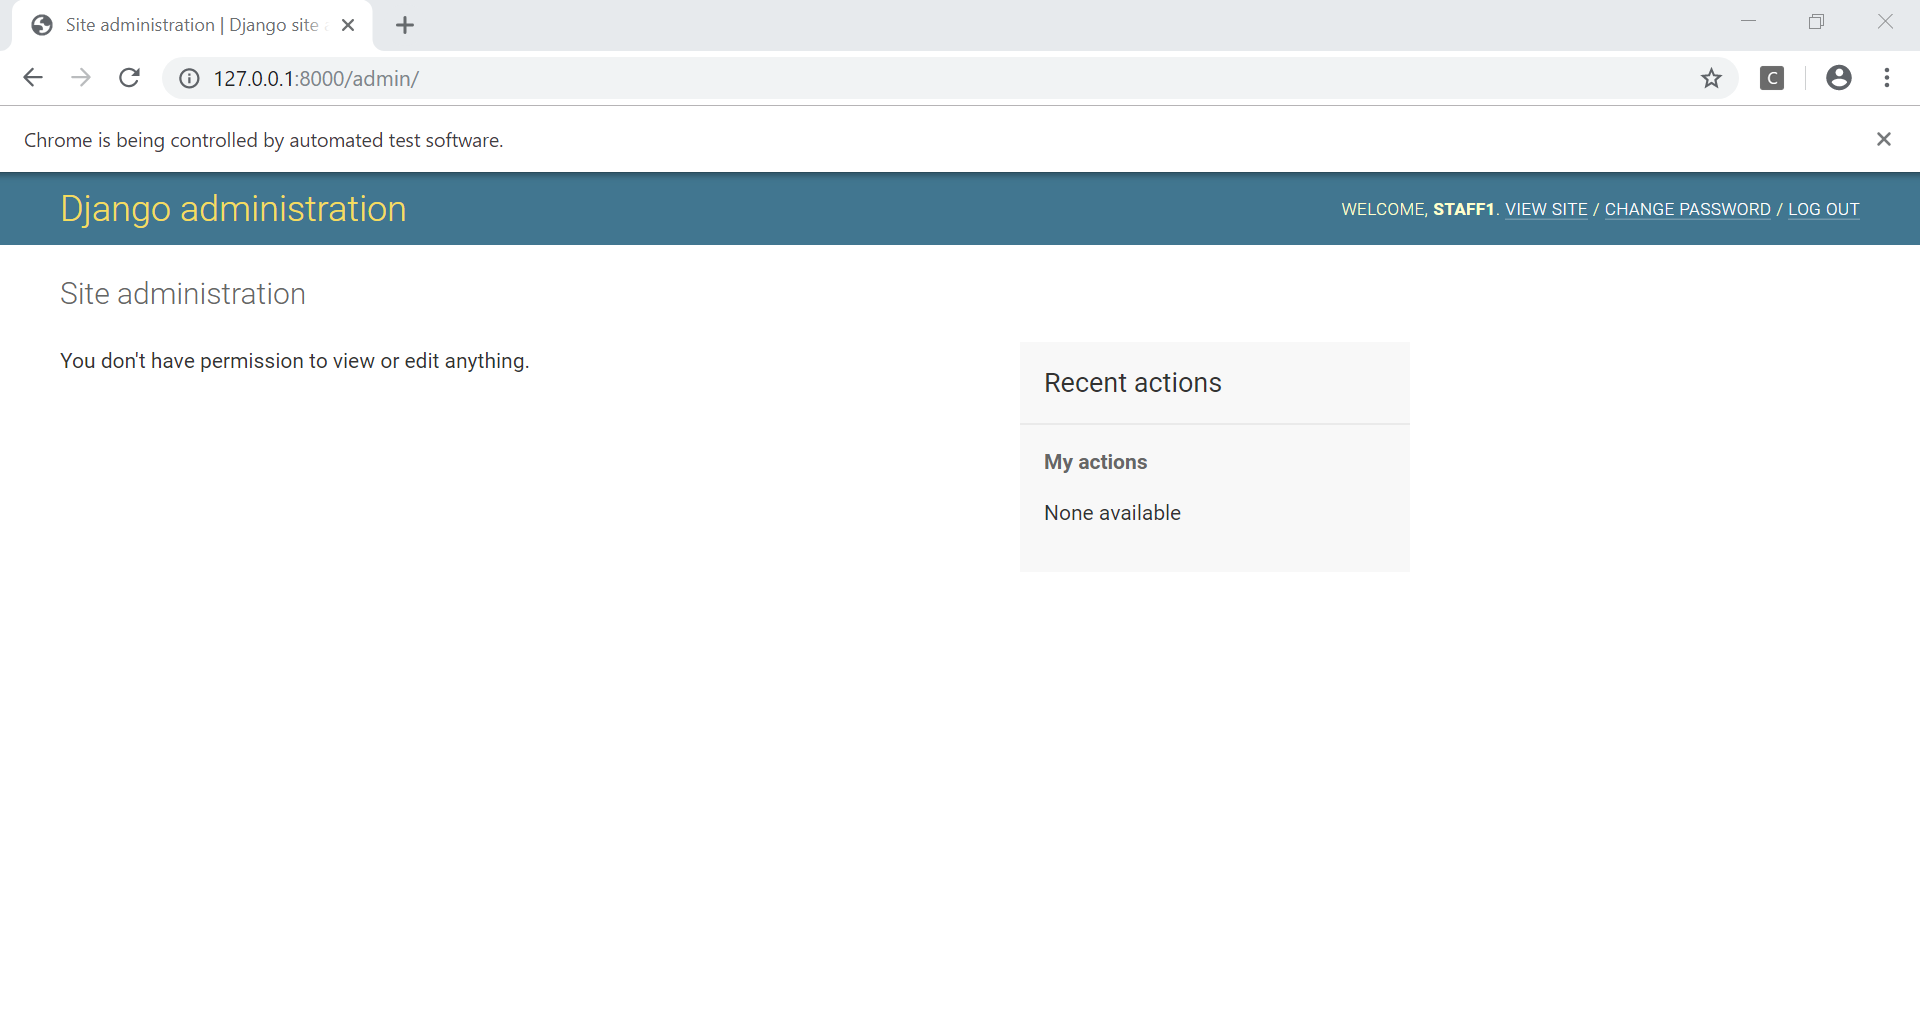 Site administration | Django site
127.0.0.1:8000/admin/
C
Chrome is being controlled by automated test software.
Django administration
WELCOME, STAFF1. VIEW SITE / CHANGE PASSWORD / LOG OUT
Site administration
You don't have permission to view or edit anything.
Recent actions
My actions
None available